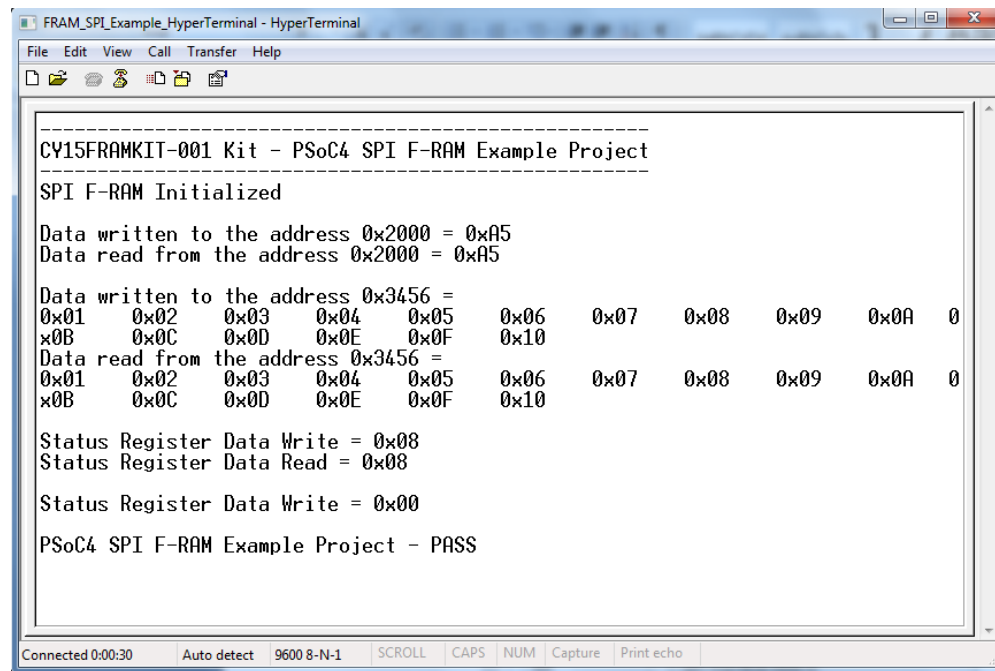 FRAM_SPI_Example_HyperTerminal - HyperTerminal
File Edit View Call Transfer Help
------------------------------------------------------
CY15FRAMKIT-001 Kit - PSoC4 SPI F-RAM Example Project
------------------------------------------------------
SPI F-RAM Initialized
Data written to the address 0x2000 = 0xA5
Data read from the address 0x2000 = 0xA5
Data written to the address 0x3456 =
0x01 0x02 0x03 0x04 0x05 0x06 0x07 0x08 0x09 0x0A 0
x0B 0x0C 0x0D 0x0E 0x0F 0x10
Data read from the address 0x3456 =
0x01 0x02 0x03 0x04 0x05 0x06 0x07 0x08 0x09 0x0A 0
x0B 0x0C 0x0D 0x0E 0x0F 0x10
Status Register Data Write = 0x08
Status Register Data Read = 0x08
Status Register Data Write = 0x00
PSoC4 SPI F-RAM Example Project - PASS
Connected 0:00:30 Auto detect 9600 8-N-1 SCROLL CAPS NUM Capture Print echo